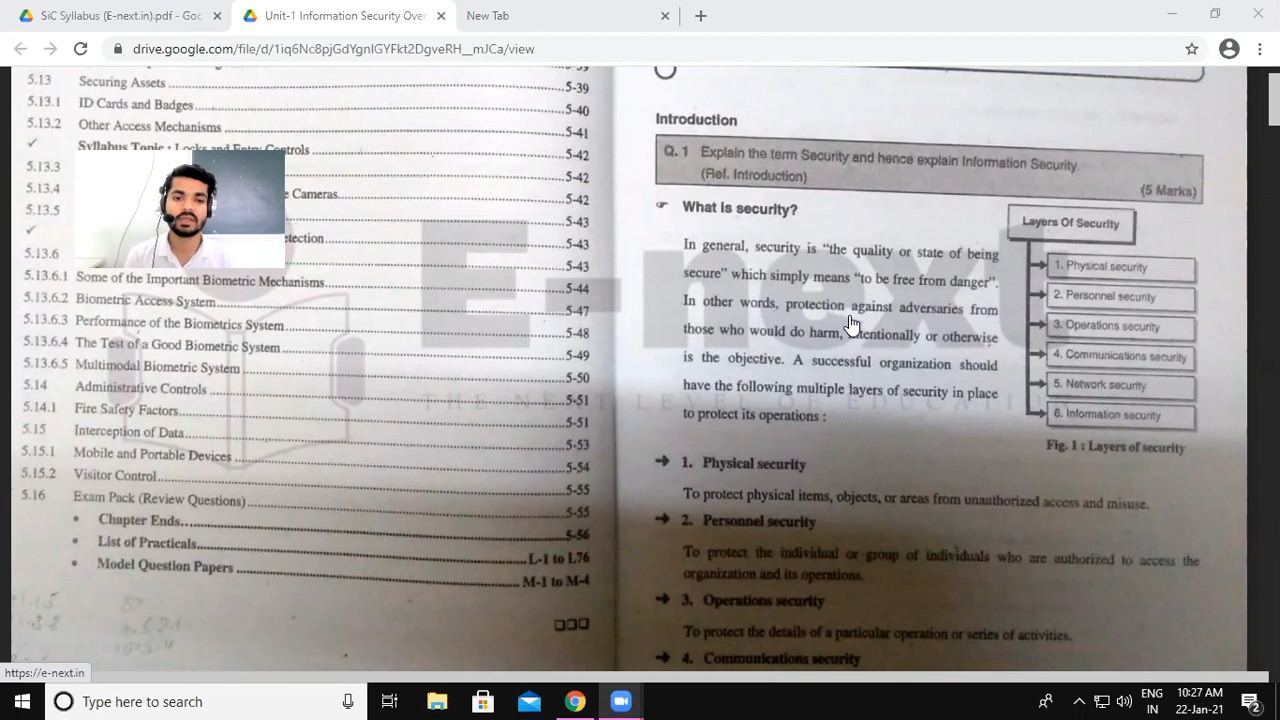 SiC Syllabus (E-next.in).pdf - Goo
Unit-1 Information Security Over
New Tab
drive.google.com/file/d/1iq6Nc8pjGdYgnIGYFkt2DgveRH__mJCa/view
5-39
5.13 Securing Assets 5-39
5.13.1 ID Cards and Badges 5-40
5.13.2 Other Access Mechanisms 5-41
✓ Syllabus Topic : Locks and Entry Controls 5-42
5.13.3 5-42
5.13.4 Cameras 5-42
5.13.5 5-43
5-43
5.13.6 5-43
5.13.6.1 Some of the Important Biometric Mechanisms 5-44
5.13.6.2 Biometric Access System 5-47
5.13.6.3 Performance of the Biometrics System 5-48
5.13.6.4 The Test of a Good Biometric System 5-49
5.13.6.5 Multimodal Biometric System 5-50
5.14 Administrative Controls 5-51
5.14.1 Fire Safety Factors 5-51
5.15 Interception of Data 5-53
5.15.1 Mobile and Portable Devices 5-54
5.15.2 Visitor Control 5-55
5.16 Exam Pack (Review Questions) 5-55
• Chapter Ends 5-56
• List of Practicals L-1 to L76
• Model Question Papers M-1 to M-4
Introduction
Q. 1 Explain the term Security and hence explain Information Security.
(Ref. Introduction)
(5 Marks)
What is security?
In general, security is “the quality or state of being
secure” which simply means “to be free from danger”.
In other words, protection against adversaries from
those who would do harm, intentionally or otherwise
is the objective. A successful organization should
have the following multiple layers of security in place
to protect its operations :
Layers Of Security
1. Physical security
2. Personnel security
3. Operations security
4. Communications security
5. Network security
6. Information security
Fig. 1 : Layers of security
1. Physical security
To protect physical items, objects, or areas from unauthorized access and misuse.
2. Personnel security
To protect the individual or group of individuals who are authorized to access the
organization and its operations.
3. Operations security
To protect the details of a particular operation or series of activities.
4. Communications security
E-next
THE NEXT LEVEL OF EDUCATION
https://e-next.in
Type here to search
ENG
IN
10:27 AM
22-Jan-21
2